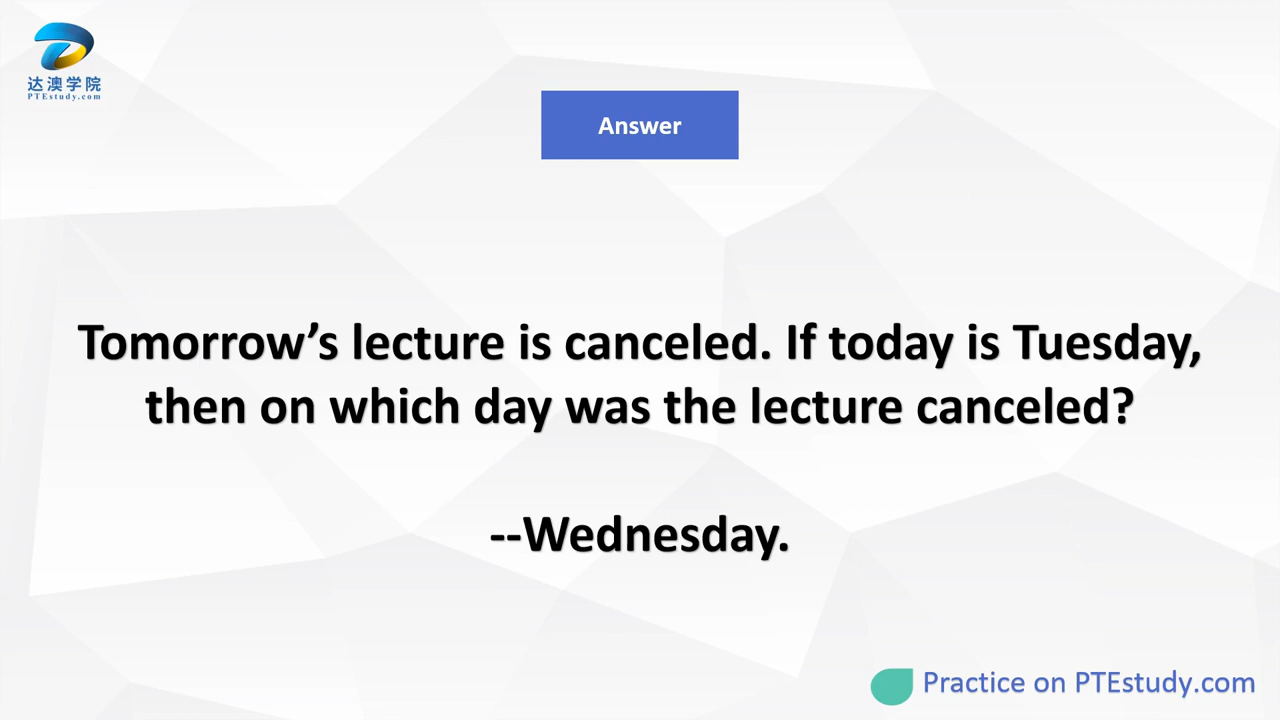 达澳学院
PTEstudy.com
Answer
Tomorrow’s lecture is canceled. If today is Tuesday,
then on which day was the lecture canceled?
--Wednesday.
Practice on PTEstudy.com